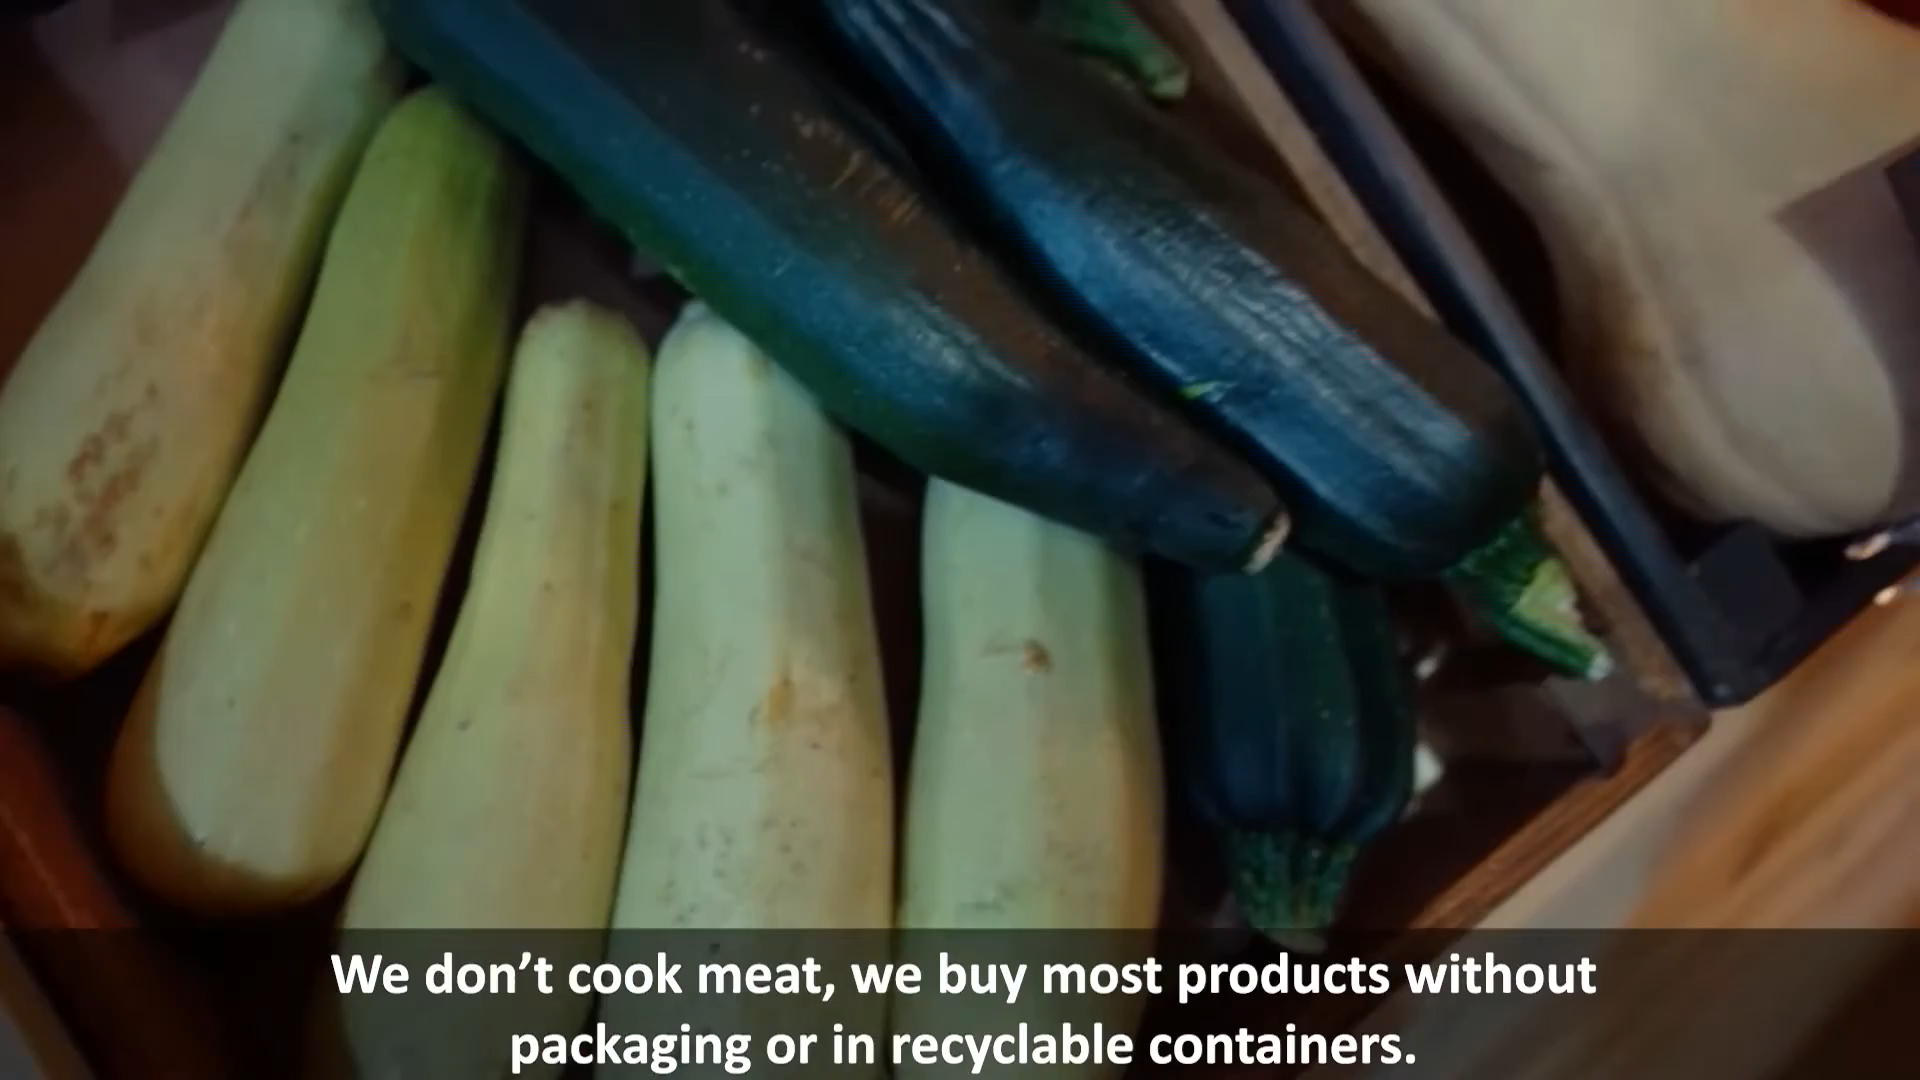 We don’t cook meat, we buy most products without
packaging or in recyclable containers.